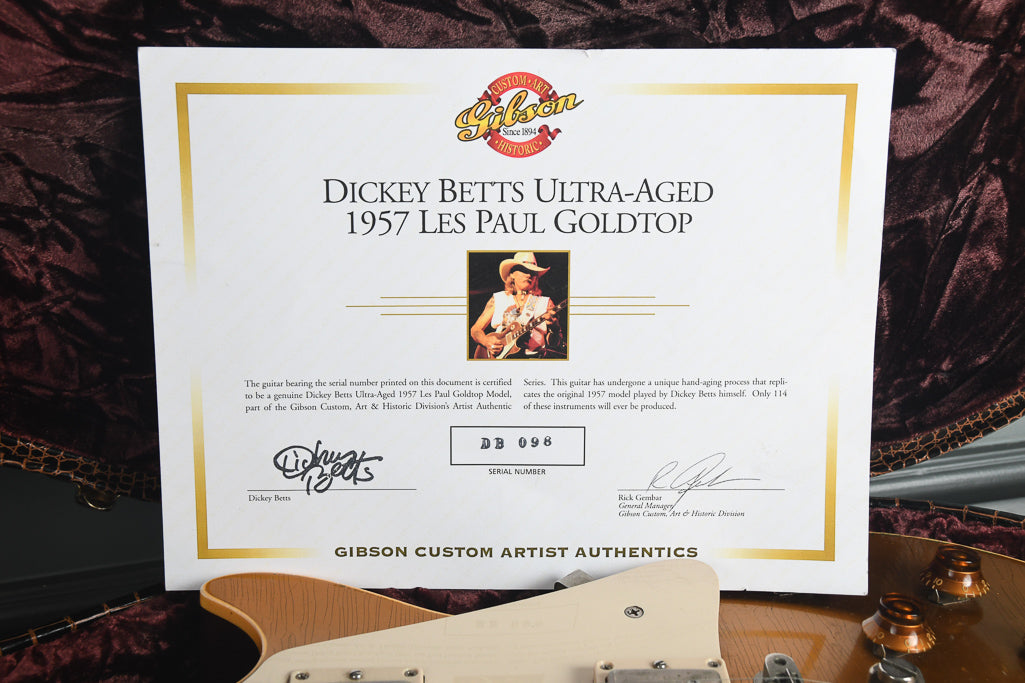 CUSTOM • ART
Gibson
Since 1894
• HISTORIC •
DICKEY BETTS ULTRA-AGED
1957 LES PAUL GOLDTOP
The guitar bearing the serial number printed on this document is certified
to be a genuine Dickey Betts Ultra-Aged 1957 Les Paul Goldtop Model,
part of the Gibson Custom, Art & Historic Division's Artist Authentic
Series. This guitar has undergone a unique hand-aging process that repli-
cates the original 1957 model played by Dickey Betts himself. Only 114
of these instruments will ever be produced.
Dickey Betts
DB 098
SERIAL NUMBER
Dickey Betts
Rick Gembar
General Manager
Gibson Custom, Art & Historic Division
GIBSON CUSTOM ARTIST AUTHENTICS
10